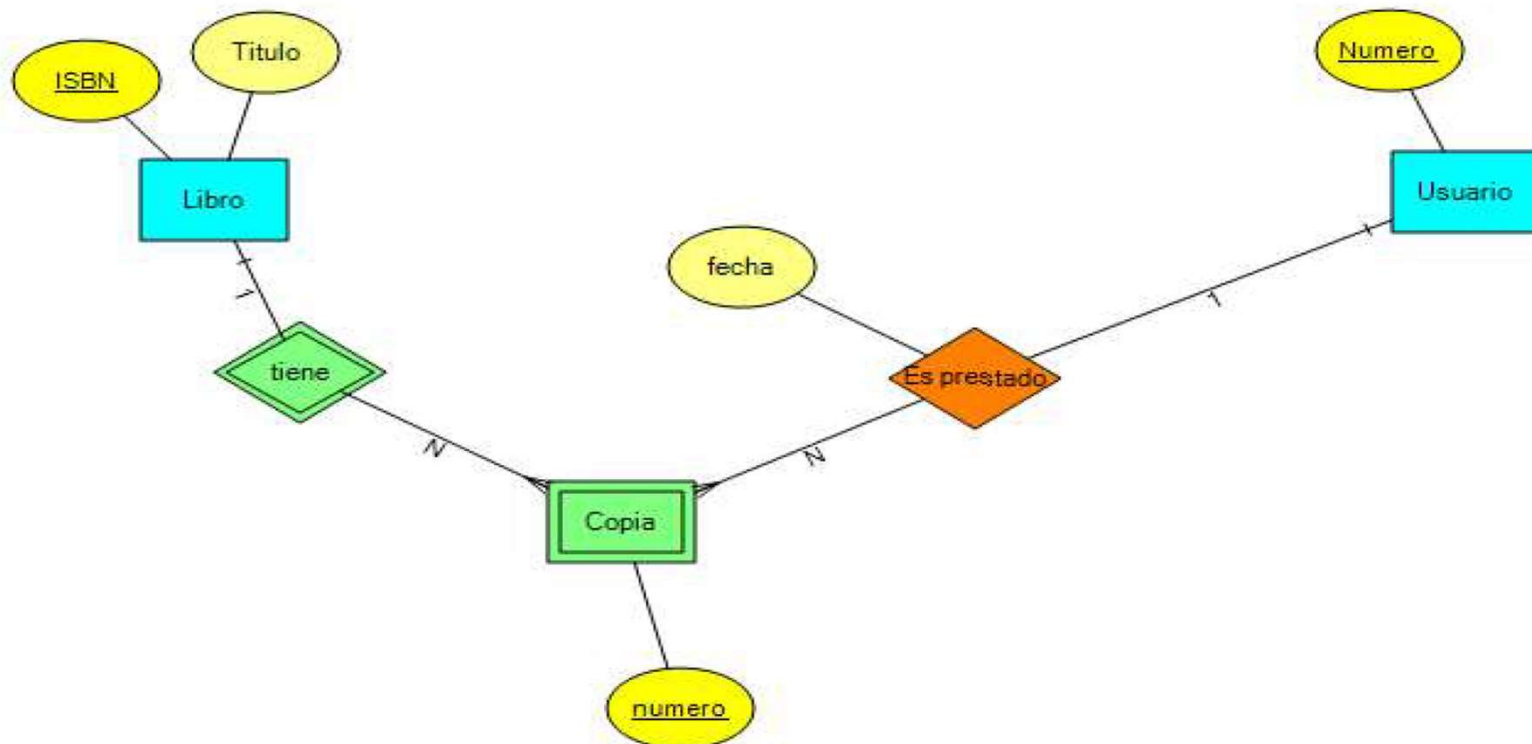 Titulo
Numero
ISBN
Libro
Usuario
fecha
1
1
tiene
Es prestado
N
N
Copia
numero